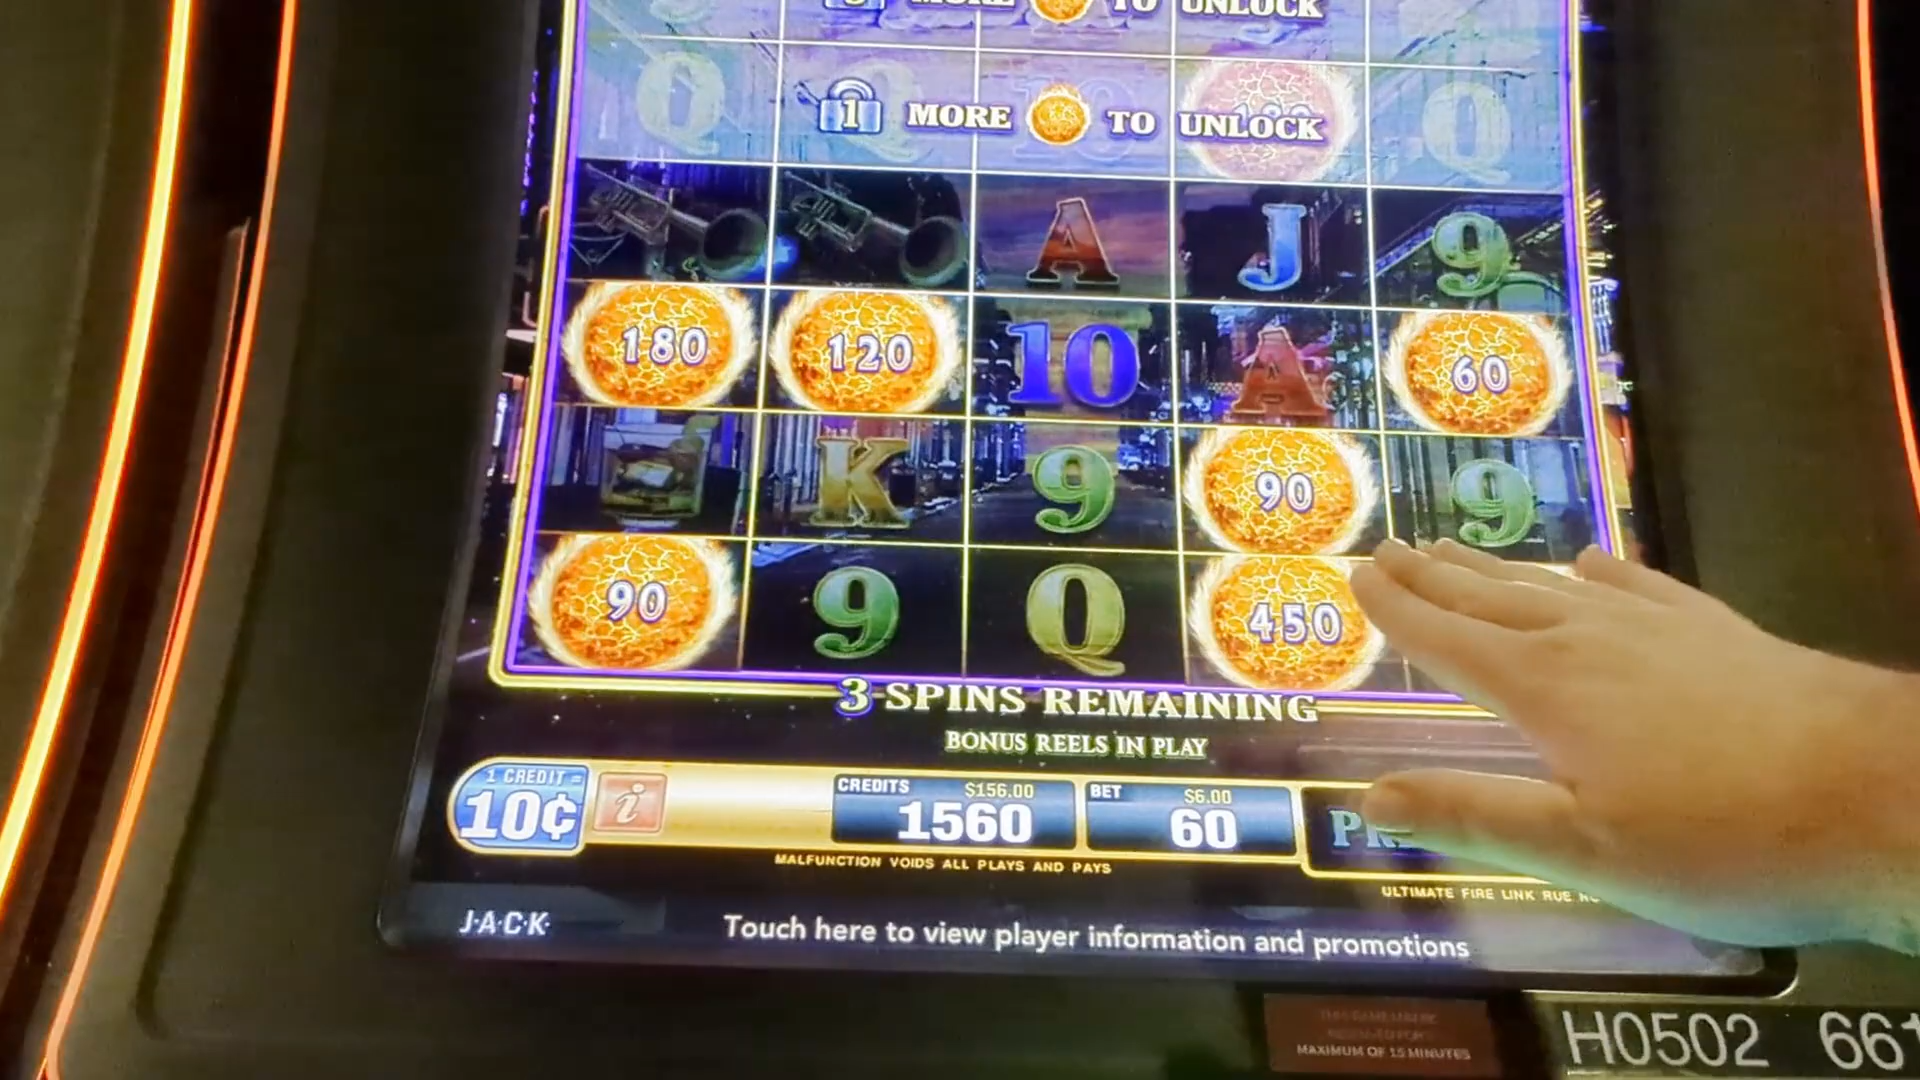 MORE TO UNLOCK
Q Q 10 Q
1 MORE TO UNLOCK
A J 9
180 120 10 A 60
K 9 90 9
90 9 Q 450
3 SPINS REMAINING
BONUS REELS IN PLAY
1 CREDIT =
10¢
i
CREDITS $156.00
1560
BET $6.00
60
MALFUNCTION VOIDS ALL PLAYS AND PAYS
ULTIMATE FIRE LINK RUE
J·A·C·K
Touch here to view player information and promotions
MAXIMUM OF 15 MINUTES
H0502 661